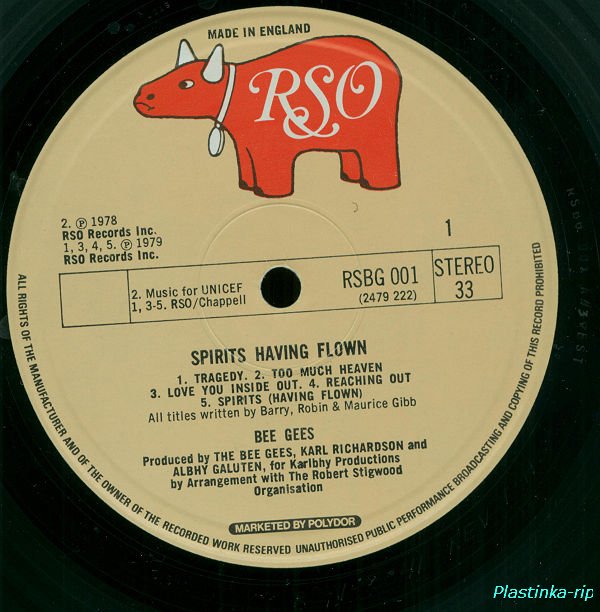 MADE IN ENGLAND
RSO
2. ℗ 1978
RSO Records Inc.
1, 3, 4, 5. ℗ 1979
RSO Records Inc.
1
2. Music for UNICEF
1, 3-5. RSO/Chappell
RSBG 001
(2479 222)
STEREO
33
SPIRITS HAVING FLOWN
1. TRAGEDY. 2. TOO MUCH HEAVEN
3. LOVE YOU INSIDE OUT. 4. REACHING OUT
5. SPIRITS (HAVING FLOWN)
All titles written by Barry, Robin & Maurice Gibb
BEE GEES
Produced by THE BEE GEES, KARL RICHARDSON and
ALBHY GALUTEN, for Karlbhy Productions
by Arrangement with The Robert Stigwood
Organisation
MARKETED BY POLYDOR
ALL RIGHTS OF THE MANUFACTURER AND OF THE OWNER OF THE RECORDED WORK RESERVED UNAUTHORISED PUBLIC PERFORMANCE BROADCASTING AND COPYING OF THIS RECORD PROHIBITED
Plastinka-rip